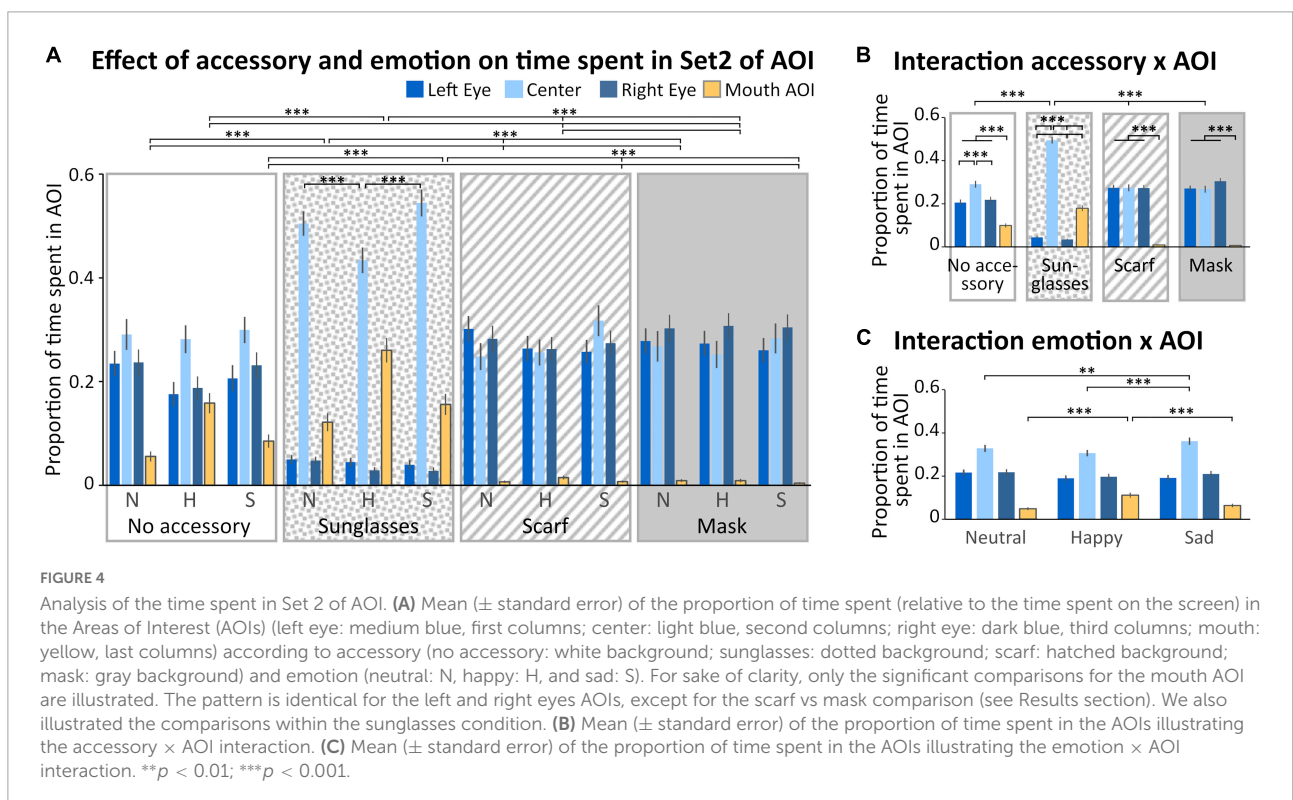 A Effect of accessory and emotion on time spent in Set2 of AOI
Left Eye Center Right Eye Mouth AOI
*** ***
*** ***
*** ***
*** ***
Proportion of time spent in AOI
0.6
0.4
0.2
0
N H S N H S N H S N H S
No accessory Sunglasses Scarf Mask
B Interaction accessory x AOI
*** ***
*** *** *** ***
***
Proportion of time
spent in AOI
0.6
0.4
0.2
0
No acce-
ssory
Sun-
glasses
Scarf
Mask
C Interaction emotion x AOI
**
***
*** ***
Proportion of time
spent in AOI
0.6
0.4
0.2
0
Neutral Happy Sad
FIGURE 4
Analysis of the time spent in Set 2 of AOI. (A) Mean (± standard error) of the proportion of time spent (relative to the time spent on the screen) in
the Areas of Interest (AOIs) (left eye: medium blue, first columns; center: light blue, second columns; right eye: dark blue, third columns; mouth:
yellow, last columns) according to accessory (no accessory: white background; sunglasses: dotted background; scarf: hatched background;
mask: gray background) and emotion (neutral: N, happy: H, and sad: S). For sake of clarity, only the significant comparisons for the mouth AOI
are illustrated. The pattern is identical for the left and right eyes AOIs, except for the scarf vs mask comparison (see Results section). We also
illustrated the comparisons within the sunglasses condition. (B) Mean (± standard error) of the proportion of time spent in the AOIs illustrating
the accessory × AOI interaction. (C) Mean (± standard error) of the proportion of time spent in the AOIs illustrating the emotion × AOI
interaction. **p < 0.01; ***p < 0.001.